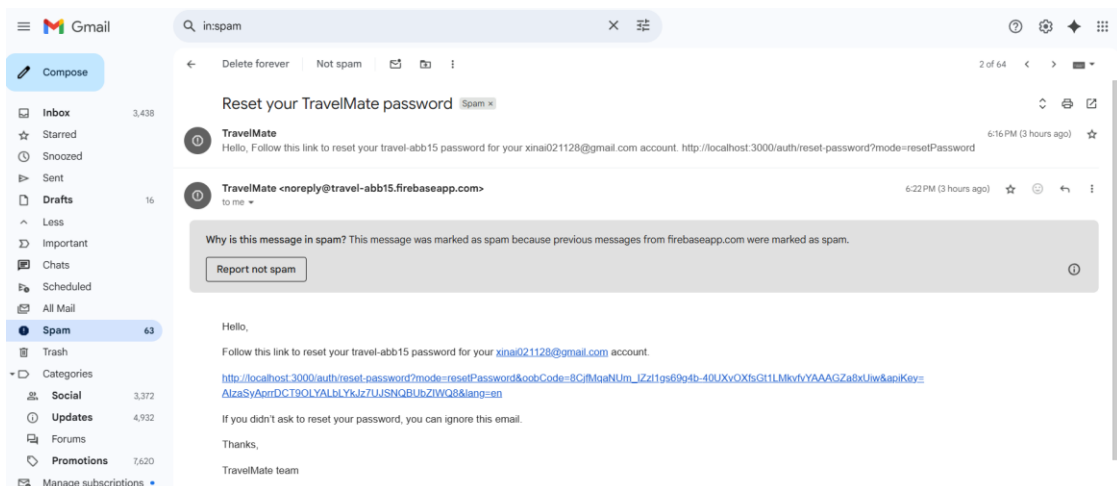 Gmail
in:spam
Compose
Inbox 3,438
Starred
Snoozed
Sent
Drafts 16
Less
Important
Chats
Scheduled
All Mail
Spam 63
Trash
Categories
Social 3,372
Updates 4,932
Forums
Promotions 7,620
Manage subscriptions
Delete forever Not spam 2 of 64
Reset your TravelMate password Spam ×
TravelMate 6:16 PM (3 hours ago)
Hello, Follow this link to reset your travel-abb15 password for your xinai021128@gmail.com account. http://localhost:3000/auth/reset-password?mode=resetPassword
TravelMate <noreply@travel-abb15.firebaseapp.com> 6:22 PM (3 hours ago)
to me
Why is this message in spam? This message was marked as spam because previous messages from firebaseapp.com were marked as spam.
Report not spam
Hello,
Follow this link to reset your travel-abb15 password for your xinai021128@gmail.com account.
http://localhost:3000/auth/reset-password?mode=resetPassword&oobCode=8CjfMqaNUm_IZzI1gs69g4b-40UXvOXfsGt1LMkvfvYAAAGZa8xUiw&apiKey=
AIzaSyAprrDCT9OLYALbLYkJz7UJSNQBUbZIWQ8&lang=en
If you didn't ask to reset your password, you can ignore this email.
Thanks,
TravelMate team